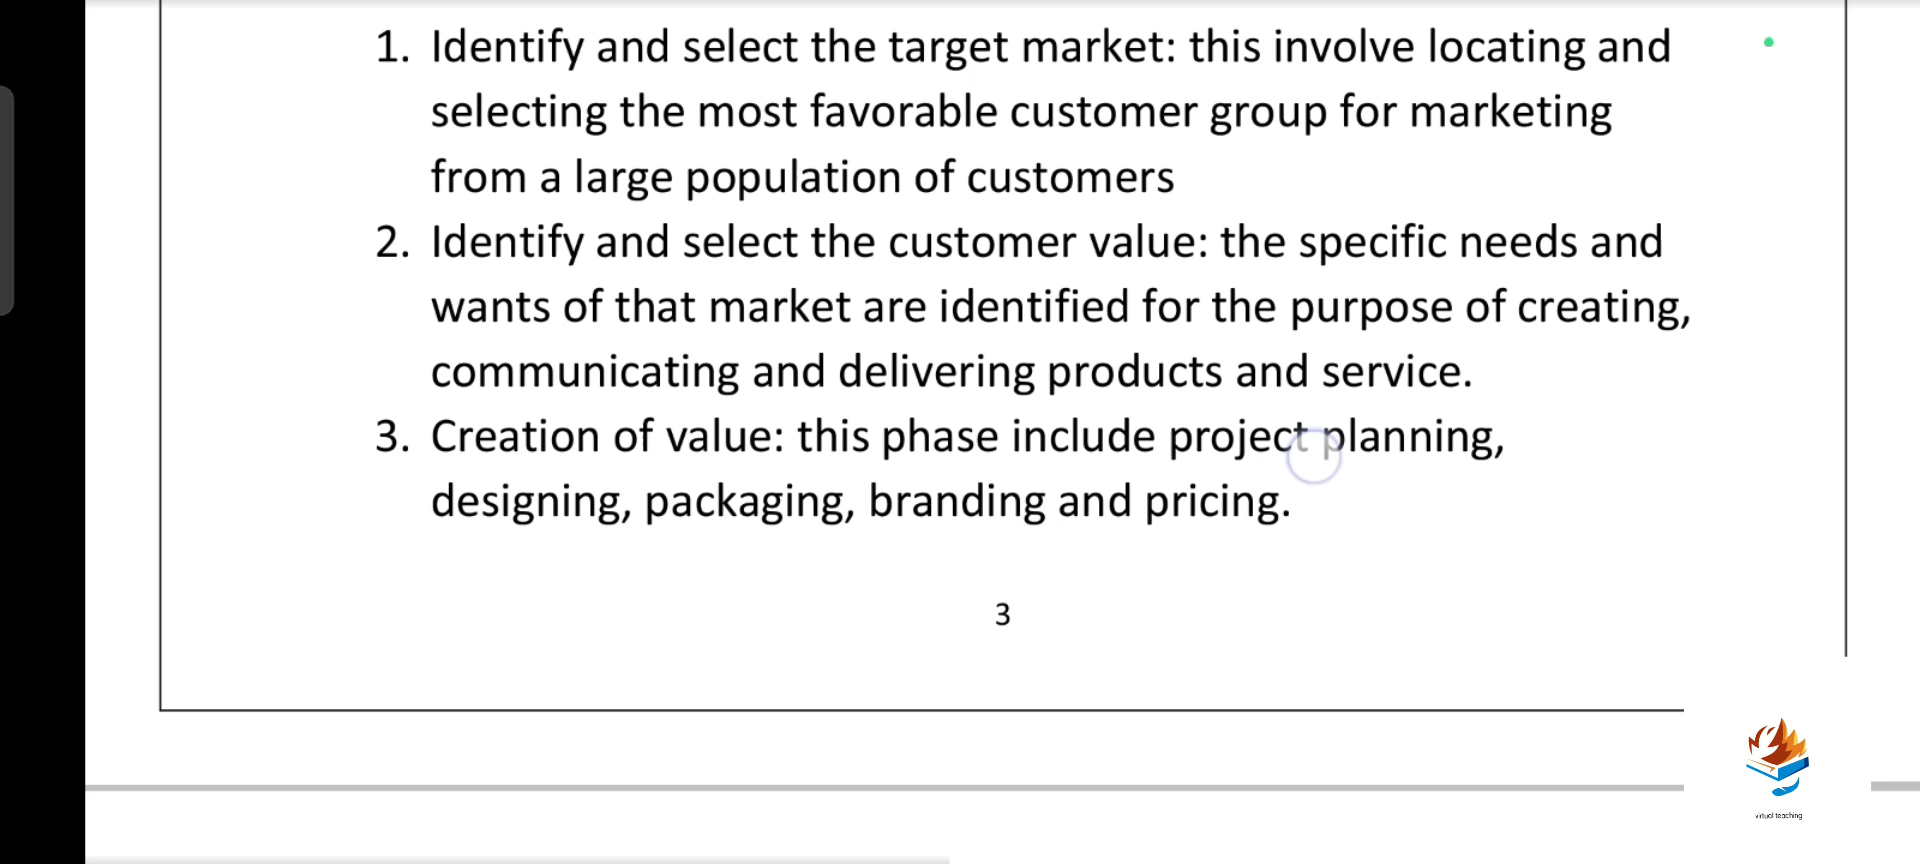 1. Identify and select the target market: this involve locating and
selecting the most favorable customer group for marketing
from a large population of customers
2. Identify and select the customer value: the specific needs and
wants of that market are identified for the purpose of creating,
communicating and delivering products and service.
3. Creation of value: this phase include project planning,
designing, packaging, branding and pricing.
3
virtual teaching